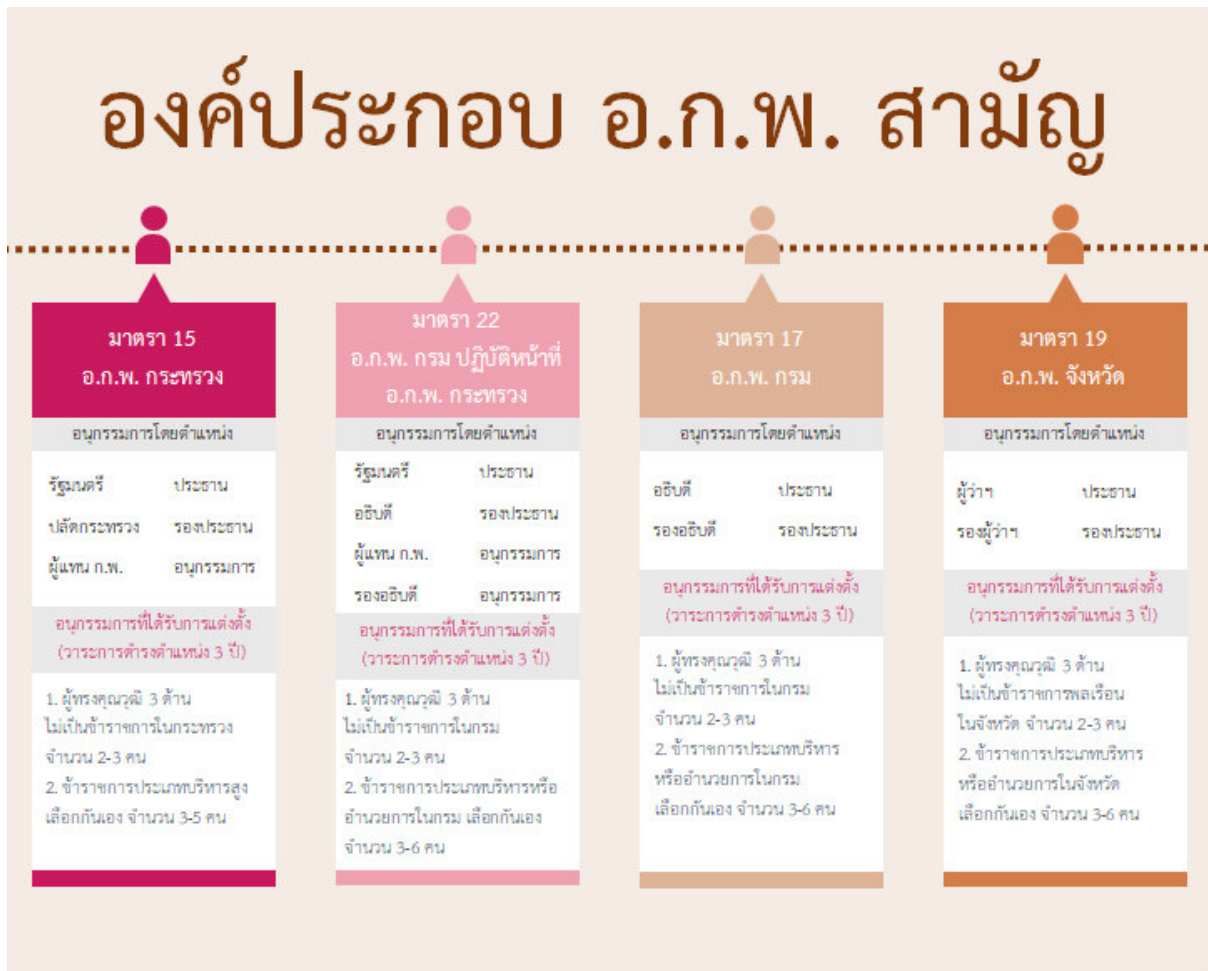 องค์ประกอบ อ.ก.พ. สามัญ
มาตรา 15
อ.ก.พ. กระทรวง
อนุกรรมการโดยตำแหน่ง
รัฐมนตรี ประธาน
ปลัดกระทรวง รองประธาน
ผู้แทน ก.พ. อนุกรรมการ
อนุกรรมการที่ได้รับการแต่งตั้ง
(วาระการดำรงตำแหน่ง 3 ปี)
1. ผู้ทรงคุณวุฒิ 3 ด้าน
ไม่เป็นข้าราชการในกระทรวง
จำนวน 2-3 คน
2. ข้าราชการประเภทบริหารสูง
เลือกกันเอง จำนวน 3-5 คน
มาตรา 22
อ.ก.พ. กรม ปฏิบัติหน้าที่
อ.ก.พ. กระทรวง
อนุกรรมการโดยตำแหน่ง
รัฐมนตรี ประธาน
อธิบดี รองประธาน
ผู้แทน ก.พ. อนุกรรมการ
รองอธิบดี อนุกรรมการ
อนุกรรมการที่ได้รับการแต่งตั้ง
(วาระการดำรงตำแหน่ง 3 ปี)
1. ผู้ทรงคุณวุฒิ 3 ด้าน
ไม่เป็นข้าราชการในกรม
จำนวน 2-3 คน
2. ข้าราชการประเภทบริหารหรือ
อำนวยการในกรม เลือกกันเอง
จำนวน 3-6 คน
มาตรา 17
อ.ก.พ. กรม
อนุกรรมการโดยตำแหน่ง
อธิบดี ประธาน
รองอธิบดี รองประธาน
อนุกรรมการที่ได้รับการแต่งตั้ง
(วาระการดำรงตำแหน่ง 3 ปี)
1. ผู้ทรงคุณวุฒิ 3 ด้าน
ไม่เป็นข้าราชการในกรม
จำนวน 2-3 คน
2. ข้าราชการประเภทบริหาร
หรืออำนวยการในกรม
เลือกกันเอง จำนวน 3-6 คน
มาตรา 19
อ.ก.พ. จังหวัด
อนุกรรมการโดยตำแหน่ง
ผู้ว่าฯ ประธาน
รองผู้ว่าฯ รองประธาน
อนุกรรมการที่ได้รับการแต่งตั้ง
(วาระการดำรงตำแหน่ง 3 ปี)
1. ผู้ทรงคุณวุฒิ 3 ด้าน
ไม่เป็นข้าราชการพลเรือน
ในจังหวัด จำนวน 2-3 คน
2. ข้าราชการประเภทบริหาร
หรืออำนวยการในจังหวัด
เลือกกันเอง จำนวน 3-6 คน